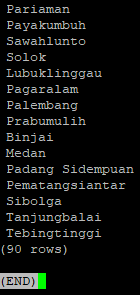 Pariaman
Payakumbuh
Sawahlunto
Solok
Lubuklinggau
Pagaralam
Palembang
Prabumulih
Binjai
Medan
Padang Sidempuan
Pematangsiantar
Sibolga
Tanjungbalai
Tebingtinggi
(90 rows)
(END)